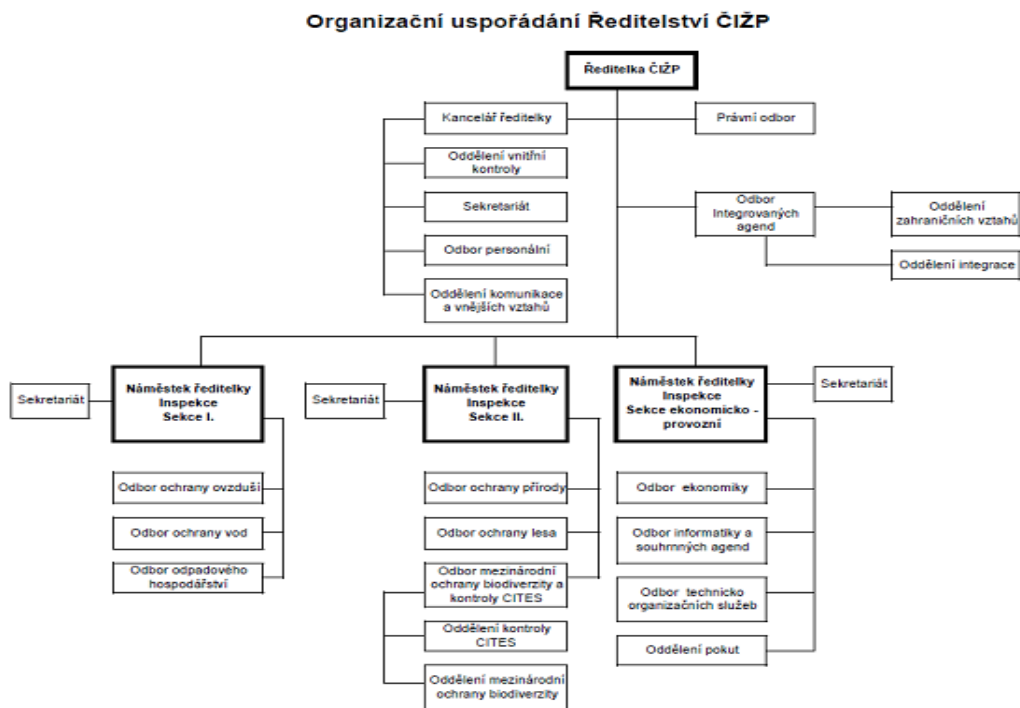 Organizační uspořádání Ředitelství ČIŽP
Ředitelka ČIŽP
Kancelář ředitelky
Právní odbor
Oddělení vnitřní
kontroly
Sekretariát
Odbor
Integrovaných
agend
Oddělení
zahraničních vztahů
Odbor personální
Oddělení integrace
Oddělení komunikace
a vnějších vztahů
Sekretariát
Náměstek ředitelky
Inspekce
Sekce I.
Sekretariát
Náměstek ředitelky
Inspekce
Sekce II.
Náměstek ředitelky
Inspekce
Sekce ekonomicko -
provozní
Sekretariát
Odbor ochrany ovzduší
Odbor ochrany vod
Odbor odpadového
hospodářství
Odbor ochrany přírody
Odbor ochrany lesa
Odbor mezinárodní
ochrany biodiverzity a
kontroly CITES
Oddělení kontroly
CITES
Oddělení mezinárodní
ochrany biodiverzity
Odbor ekonomiky
Odbor informatiky a
souhrnných agend
Odbor technicko
organizačních služeb
Oddělení pokut